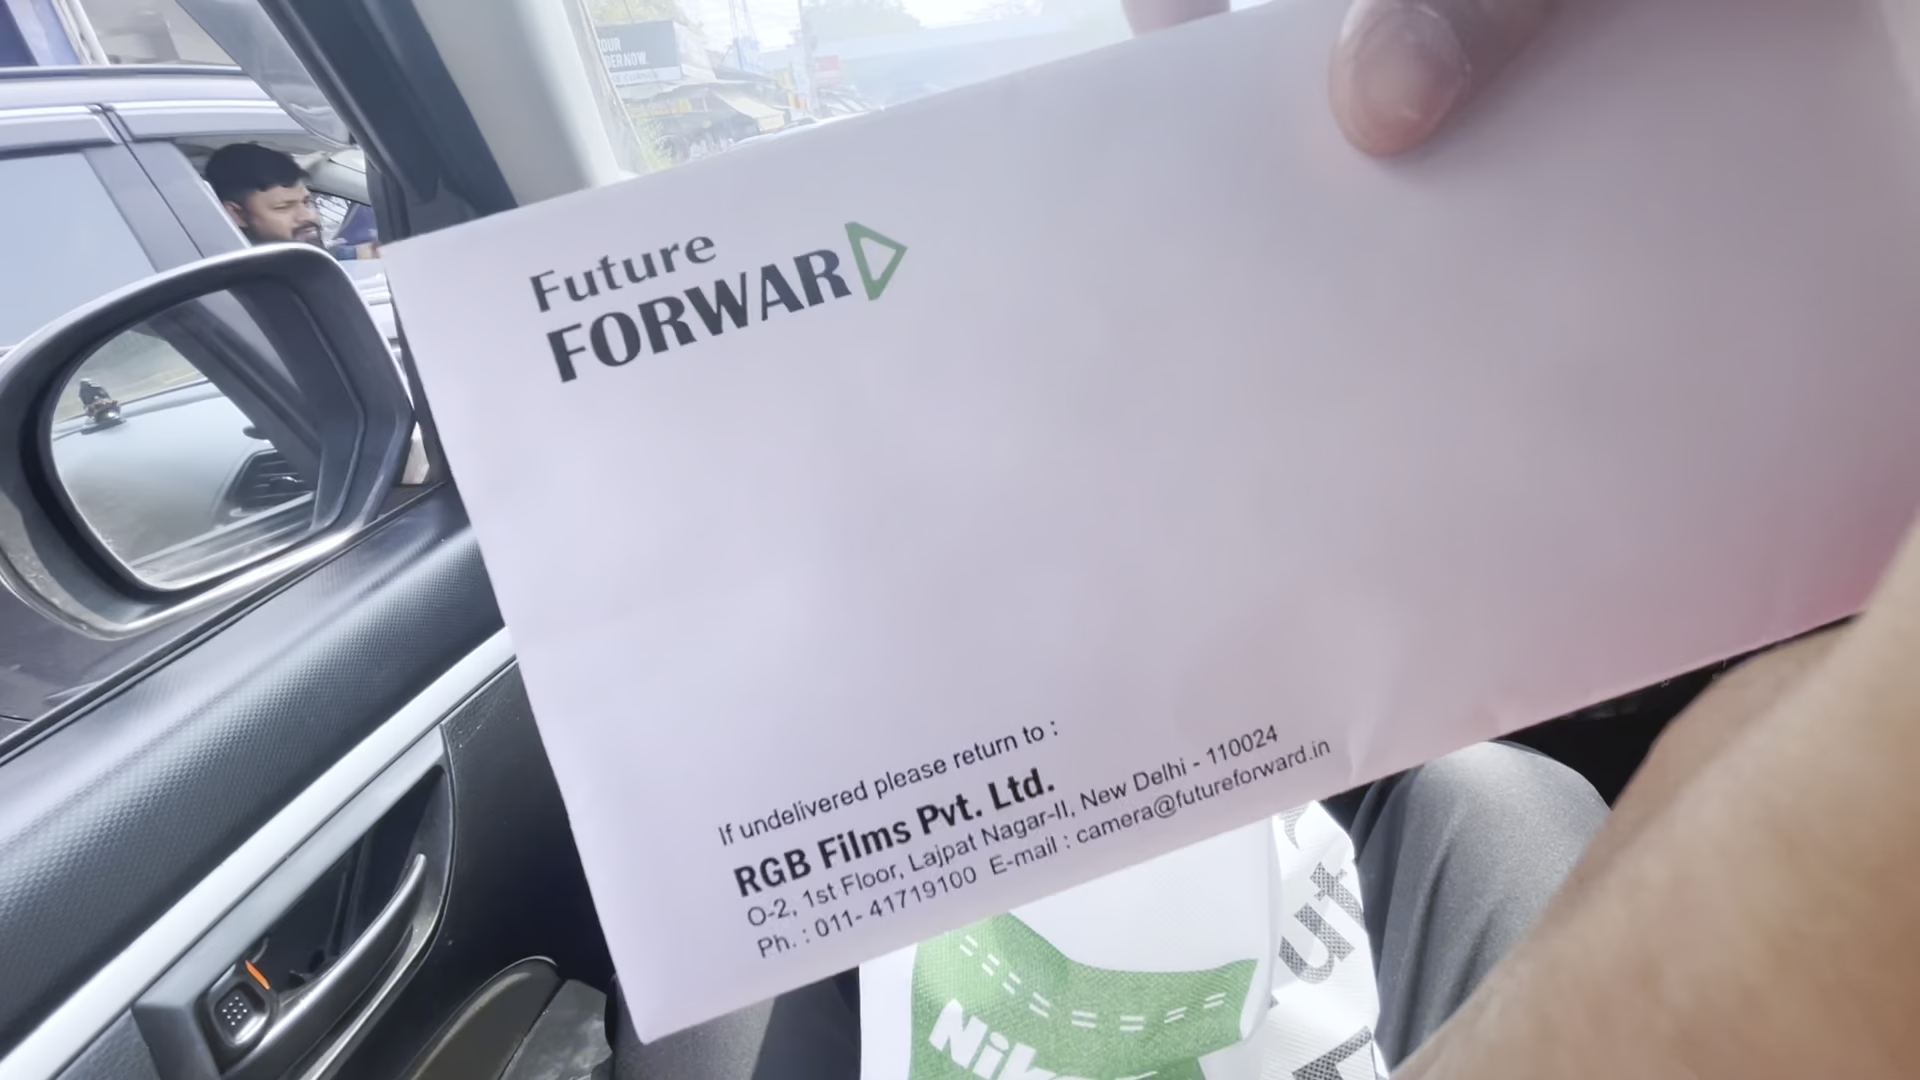 Future
FORWARD
If undelivered please return to :
RGB Films Pvt. Ltd.
O-2, 1st Floor, Lajpat Nagar-II, New Delhi - 110024
Ph. : 011- 41719100 E-mail : camera@futureforward.in